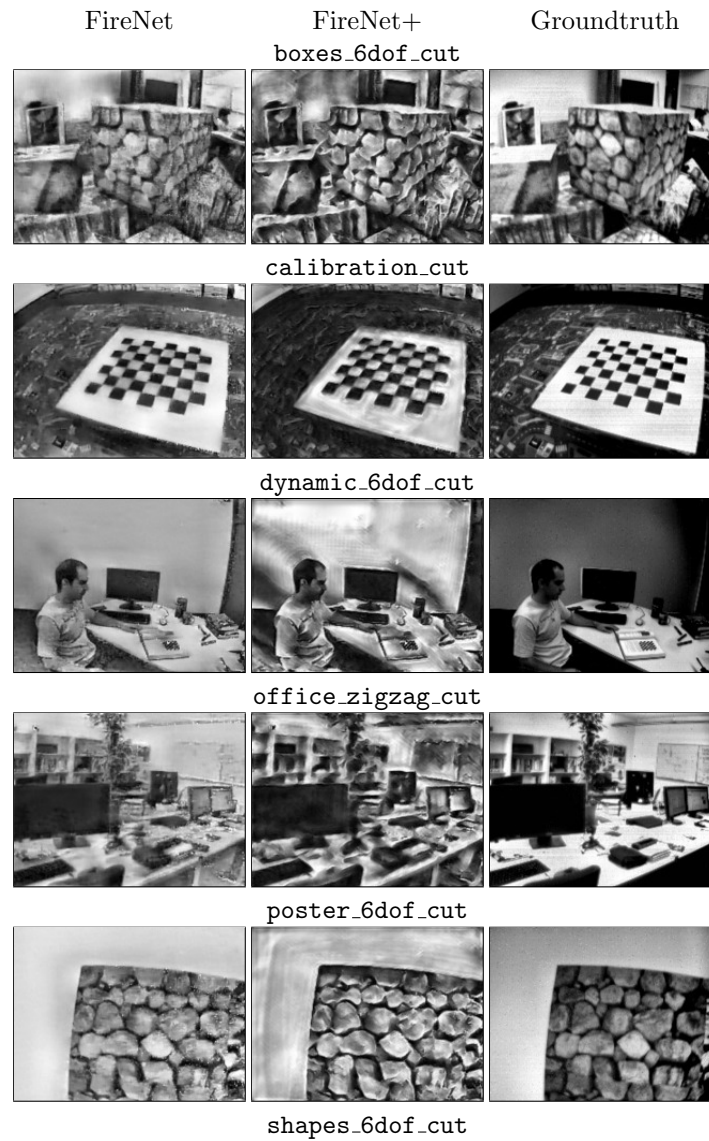 FireNet FireNet+ Groundtruth
boxes_6dof_cut
calibration_cut
dynamic_6dof_cut
office_zigzag_cut
poster_6dof_cut
shapes_6dof_cut